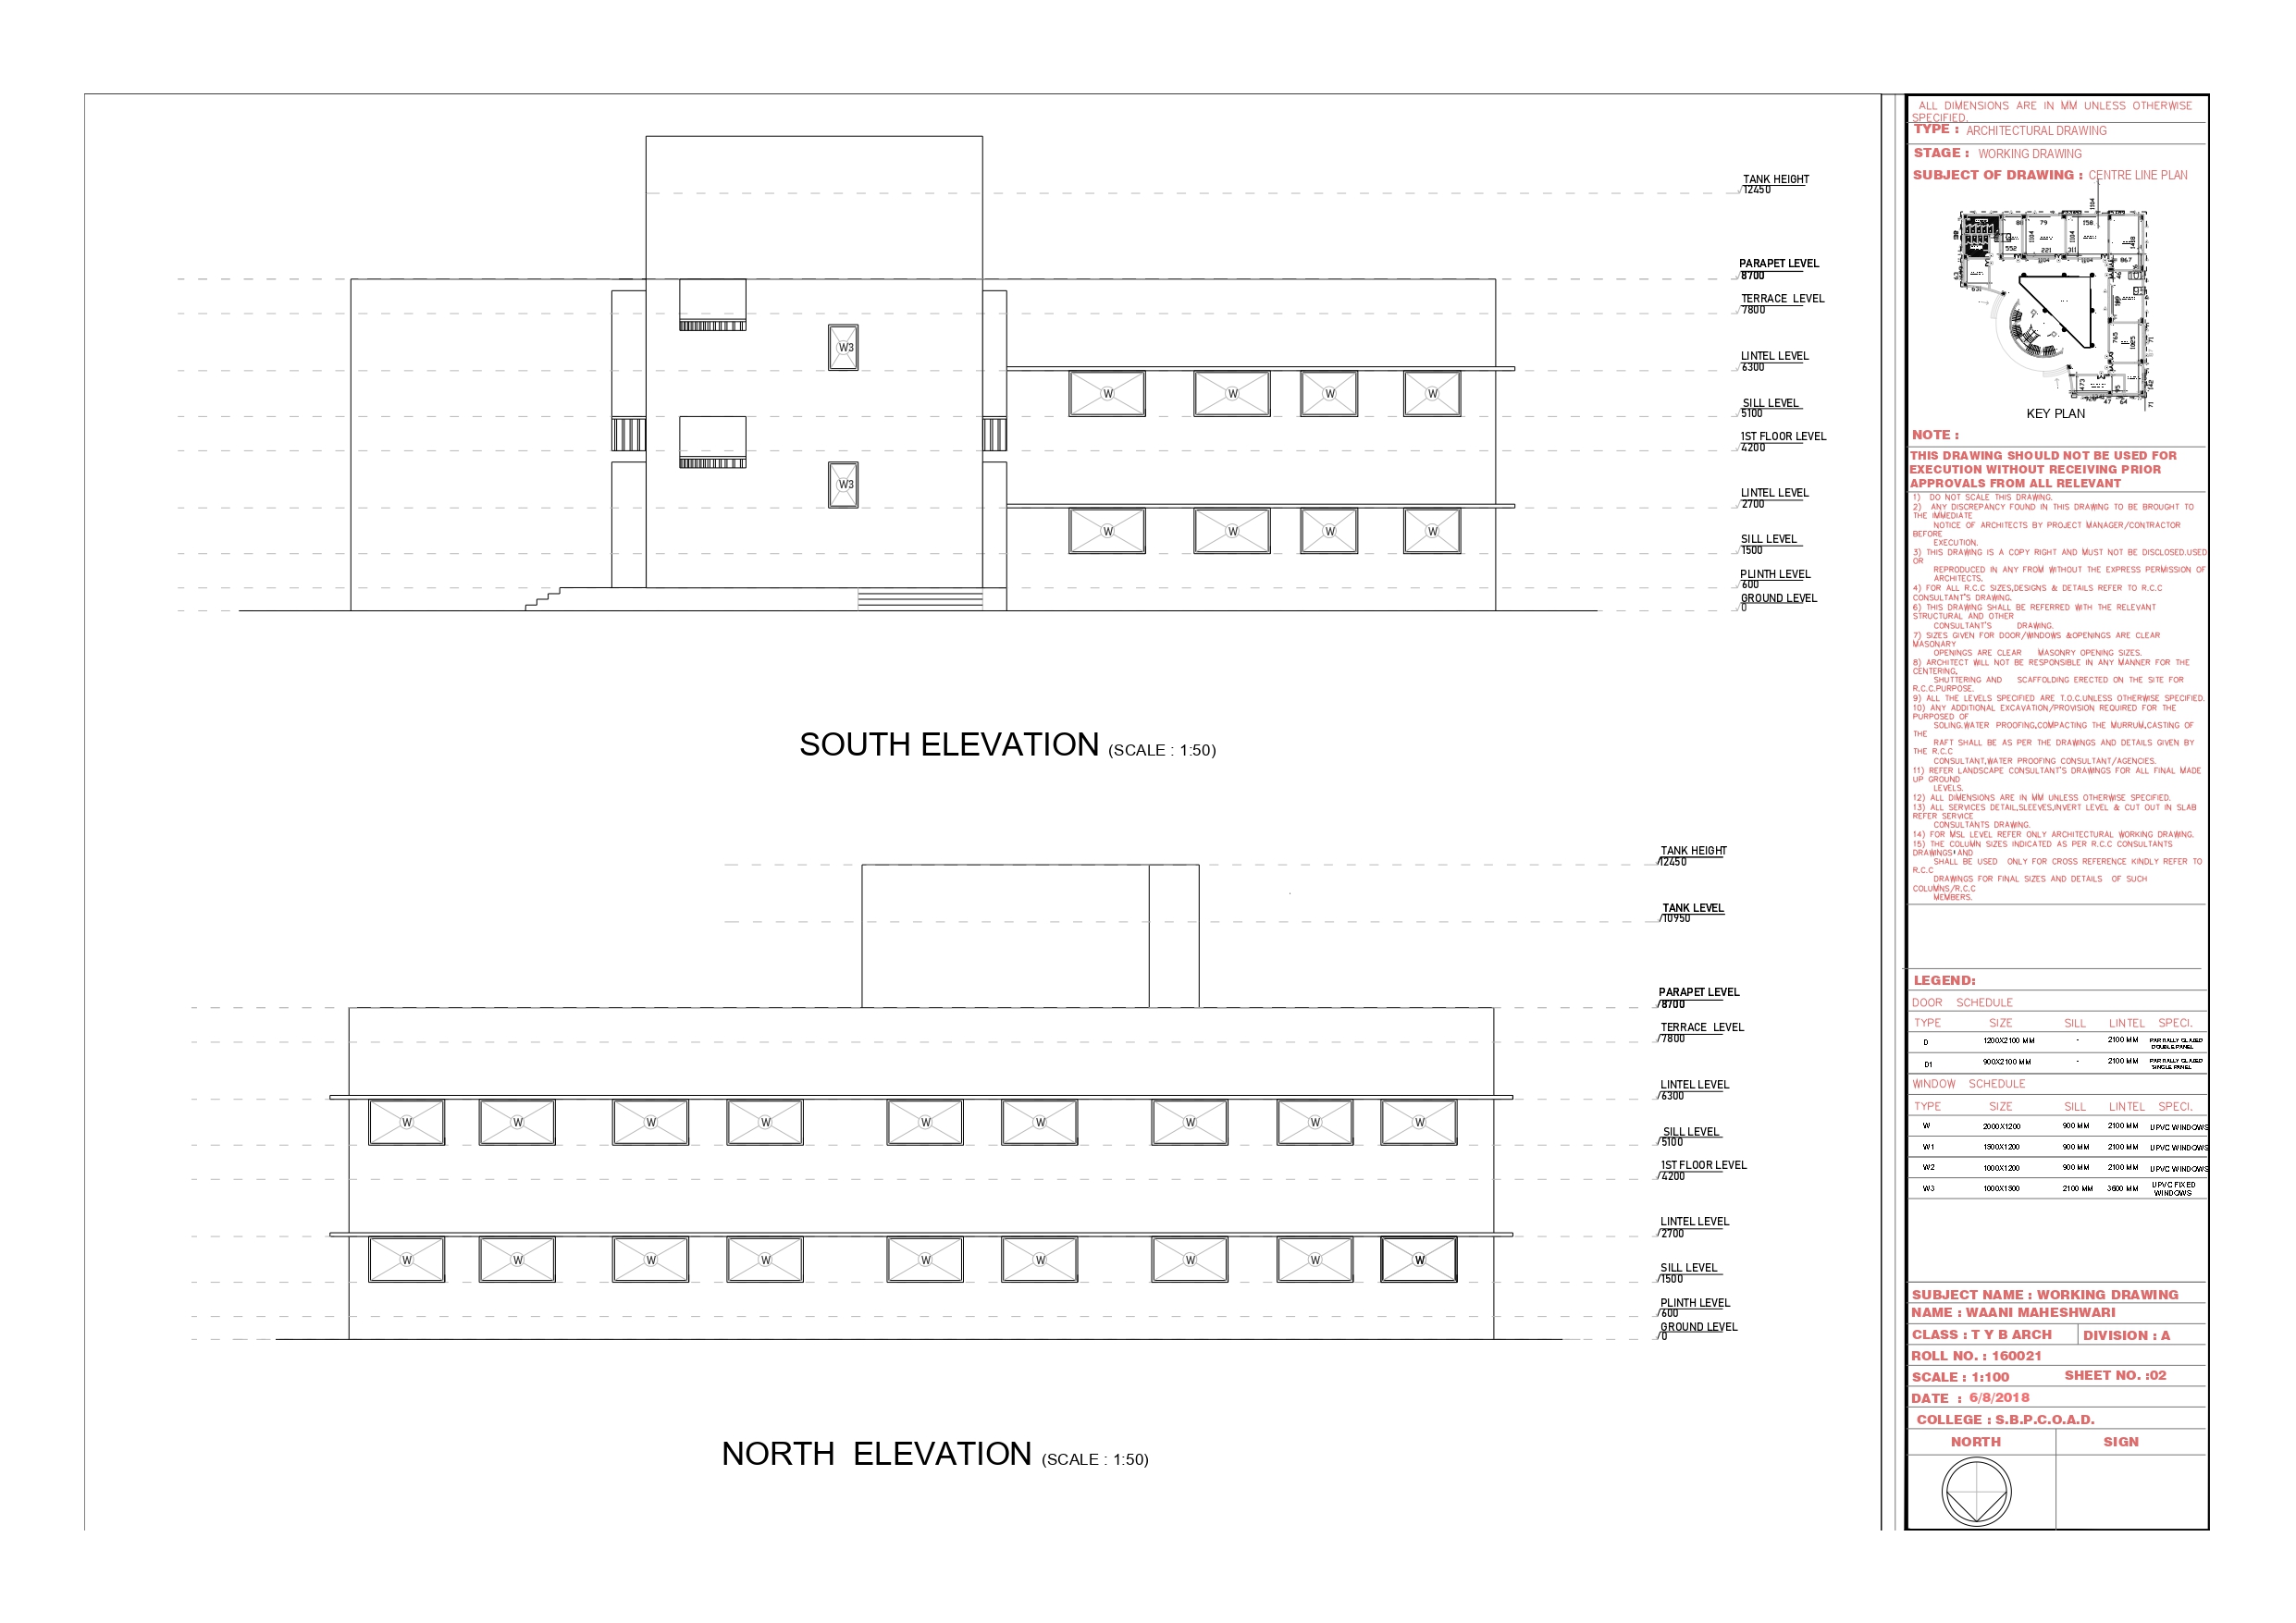 TANK HEIGHT
12450
PARAPET LEVEL
8700
TERRACE LEVEL
7800
W3
LINTEL LEVEL
6300
W W W W
SILL LEVEL
5100
1ST FLOOR LEVEL
4200
W3
LINTEL LEVEL
2700
W W W W
SILL LEVEL
1500
PLINTH LEVEL
600
GROUND LEVEL
0
SOUTH ELEVATION (SCALE : 1:50)
TANK HEIGHT
12450
TANK LEVEL
10950
PARAPET LEVEL
8700
TERRACE LEVEL
7800
LINTEL LEVEL
6300
W W W W W W W W W
SILL LEVEL
5100
1ST FLOOR LEVEL
4200
LINTEL LEVEL
2700
W W W W W W W W W
SILL LEVEL
1500
PLINTH LEVEL
600
GROUND LEVEL
0
NORTH ELEVATION (SCALE : 1:50)
ALL DIMENSIONS ARE IN MM UNLESS OTHERWISE
SPECIFIED.
TYPE : ARCHITECTURAL DRAWING
STAGE : WORKING DRAWING
SUBJECT OF DRAWING : CENTRE LINE PLAN
KEY PLAN
NOTE :
THIS DRAWING SHOULD NOT BE USED FOR
EXECUTION WITHOUT RECEIVING PRIOR
APPROVALS FROM ALL RELEVANT
1) DO NOT SCALE THIS DRAWING.
2) ANY DISCREPANCY FOUND IN THIS DRAWING TO BE BROUGHT TO
THE IMMEDIATE
NOTICE OF ARCHITECTS BY PROJECT MANAGER/CONTRACTOR
BEFORE
EXECUTION.
3) THIS DRAWING IS A COPY RIGHT AND MUST NOT BE DISCLOSED,USED
OR
REPRODUCED IN ANY FROM WITHOUT THE EXPRESS PERMISSION OF
ARCHITECTS.
4) FOR ALL R.C.C SIZES,DESIGNS & DETAILS REFER TO R.C.C
CONSULTANT'S DRAWING.
6) THIS DRAWING SHALL BE REFERRED WITH THE RELEVANT
STRUCTURAL AND OTHER
CONSULTANT'S DRAWING.
7) SIZES GIVEN FOR DOOR/WINDOWS &OPENINGS ARE CLEAR
MASONARY
OPENINGS ARE CLEAR MASONRY OPENING SIZES.
8) ARCHITECT WILL NOT BE RESPONSIBLE IN ANY MANNER FOR THE
CENTERING,
SHUTTERING AND SCAFFOLDING ERECTED ON THE SITE FOR
R.C.C.PURPOSE.
9) ALL THE LEVELS SPECIFIED ARE T.O.C.UNLESS OTHERWISE SPECIFIED.
10) ANY ADDITIONAL EXCAVATION/PROVISION REQUIRED FOR THE
PURPOSED OF
SOLING.WATER PROOFING,COMPACTING THE MURRUM,CASTING OF
THE
RAFT SHALL BE AS PER THE DRAWINGS AND DETAILS GIVEN BY
THE R.C.C
CONSULTANT,WATER PROOFING CONSULTANT/AGENCIES.
11) REFER LANDSCAPE CONSULTANT'S DRAWINGS FOR ALL FINAL MADE
UP GROUND
LEVELS.
12) ALL DIMENSIONS ARE IN MM UNLESS OTHERWISE SPECIFIED.
13) ALL SERVICES DETAIL,SLEEVES,INVERT LEVEL & CUT OUT IN SLAB
REFER SERVICE
CONSULTANTS DRAWING.
14) FOR MSL LEVEL REFER ONLY ARCHITECTURAL WORKING DRAWING.
15) THE COLUMN SIZES INDICATED AS PER R.C.C CONSULTANTS
DRAWINGS'AND
SHALL BE USED ONLY FOR CROSS REFERENCE KINDLY REFER TO
R.C.C
DRAWINGS FOR FINAL SIZES AND DETAILS OF SUCH
COLUMNS/R.C.C
MEMBERS.
LEGEND:
DOOR SCHEDULE
TYPE SIZE SILL LINTEL SPECI.
D 1200X2100 MM - 2100 MM PARTIALLY GLAZED
DOUBLE PANEL
D1 900X2100 MM - 2100 MM PARTIALLY GLAZED
SINGLE PANEL
WINDOW SCHEDULE
TYPE SIZE SILL LINTEL SPECI.
W 2000X1200 900 MM 2100 MM UPVC WINDOWS
W1 1500X1200 900 MM 2100 MM UPVC WINDOWS
W2 1000X1200 900 MM 2100 MM UPVC WINDOWS
W3 1000X1500 2100 MM 3600 MM UPVC FIXED
WINDOWS
SUBJECT NAME : WORKING DRAWING
NAME : WAANI MAHESHWARI
CLASS : T Y B ARCH DIVISION : A
ROLL NO. : 160021
SCALE : 1:100 SHEET NO. :02
DATE : 6/8/2018
COLLEGE : S.B.P.C.O.A.D.
NORTH SIGN